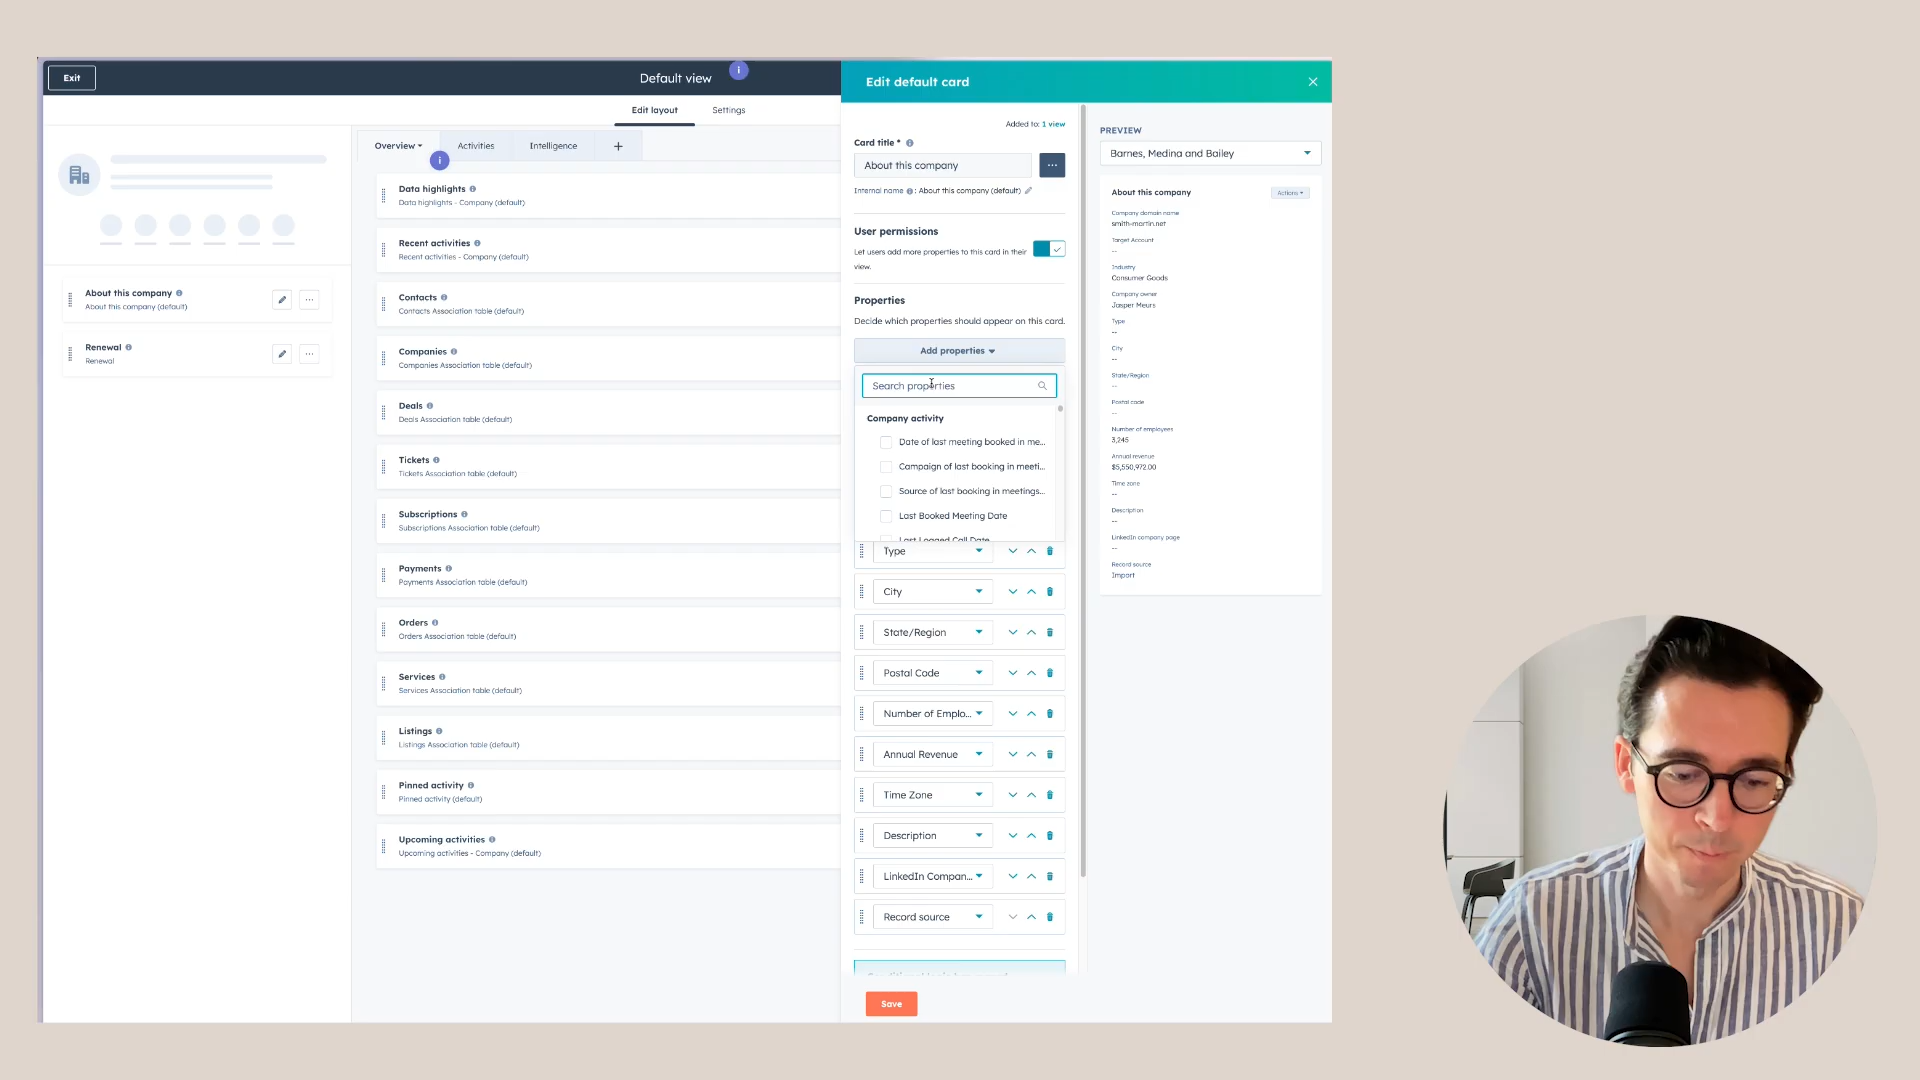 Exit
Default view
Edit layout
Settings
Overview
Activities
Intelligence
+
About this company
About this company (default)
Renewal
Renewal
Data highlights
Data highlights - Company (default)
Recent activities
Recent activities - Company (default)
Contacts
Contacts Association table (default)
Companies
Companies Association table (default)
Deals
Deals Association table (default)
Tickets
Tickets Association table (default)
Subscriptions
Subscriptions Association table (default)
Payments
Payments Association table (default)
Orders
Orders Association table (default)
Services
Services Association table (default)
Listings
Listings Association table (default)
Pinned activity
Pinned activity (default)
Upcoming activities
Upcoming activities - Company (default)
Edit default card
Added to: 1 view
Card title *
About this company
Internal name : About this company (default)
User permissions
Let users add more properties to this card in their
view.
Properties
Decide which properties should appear on this card.
Add properties
Search properties
Company activity
Date of last meeting booked in me...
Campaign of last booking in meeti...
Source of last booking in meetings...
Last Booked Meeting Date
Last Logged Call Date
Type
City
State/Region
Postal Code
Number of Emplo...
Annual Revenue
Time Zone
Description
LinkedIn Compan...
Record source
Save
PREVIEW
Barnes, Medina and Bailey
About this company
Actions
Company domain name
smith-martin.net
Target Account
--
Industry
Consumer Goods
Company owner
Jasper Meurs
Type
--
City
--
State/Region
--
Postal code
--
Number of employees
3,245
Annual revenue
$5,550,972.00
Time zone
--
Description
--
LinkedIn company page
--
Record source
Import